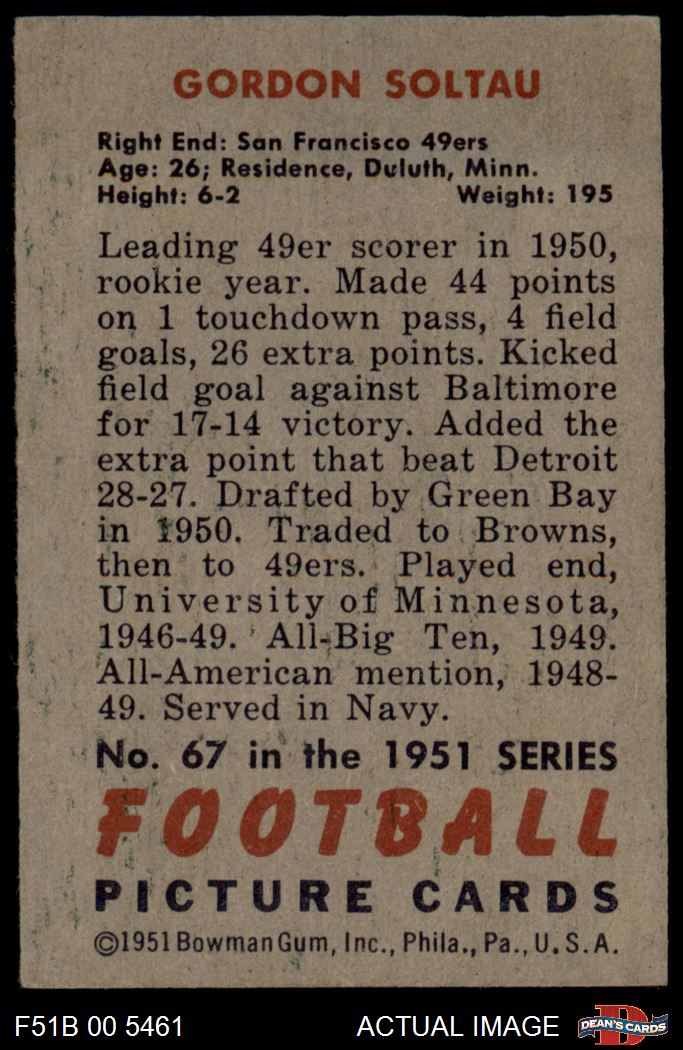 GORDON SOLTAU
Right End: San Francisco 49ers
Age: 26; Residence, Duluth, Minn.
Height: 6-2 Weight: 195
Leading 49er scorer in 1950,
rookie year. Made 44 points
on 1 touchdown pass, 4 field
goals, 26 extra points. Kicked
field goal against Baltimore
for 17-14 victory. Added the
extra point that beat Detroit
28-27. Drafted by Green Bay
in 1950. Traded to Browns,
then to 49ers. Played end,
University of Minnesota,
1946-49. All-Big Ten, 1949.
All-American mention, 1948-
49. Served in Navy.
No. 67 in the 1951 SERIES
FOOTBALL
PICTURE CARDS
©1951 Bowman Gum, Inc., Phila., Pa., U.S.A.
F51B 00 5461 ACTUAL IMAGE D DEAN'S CARDS